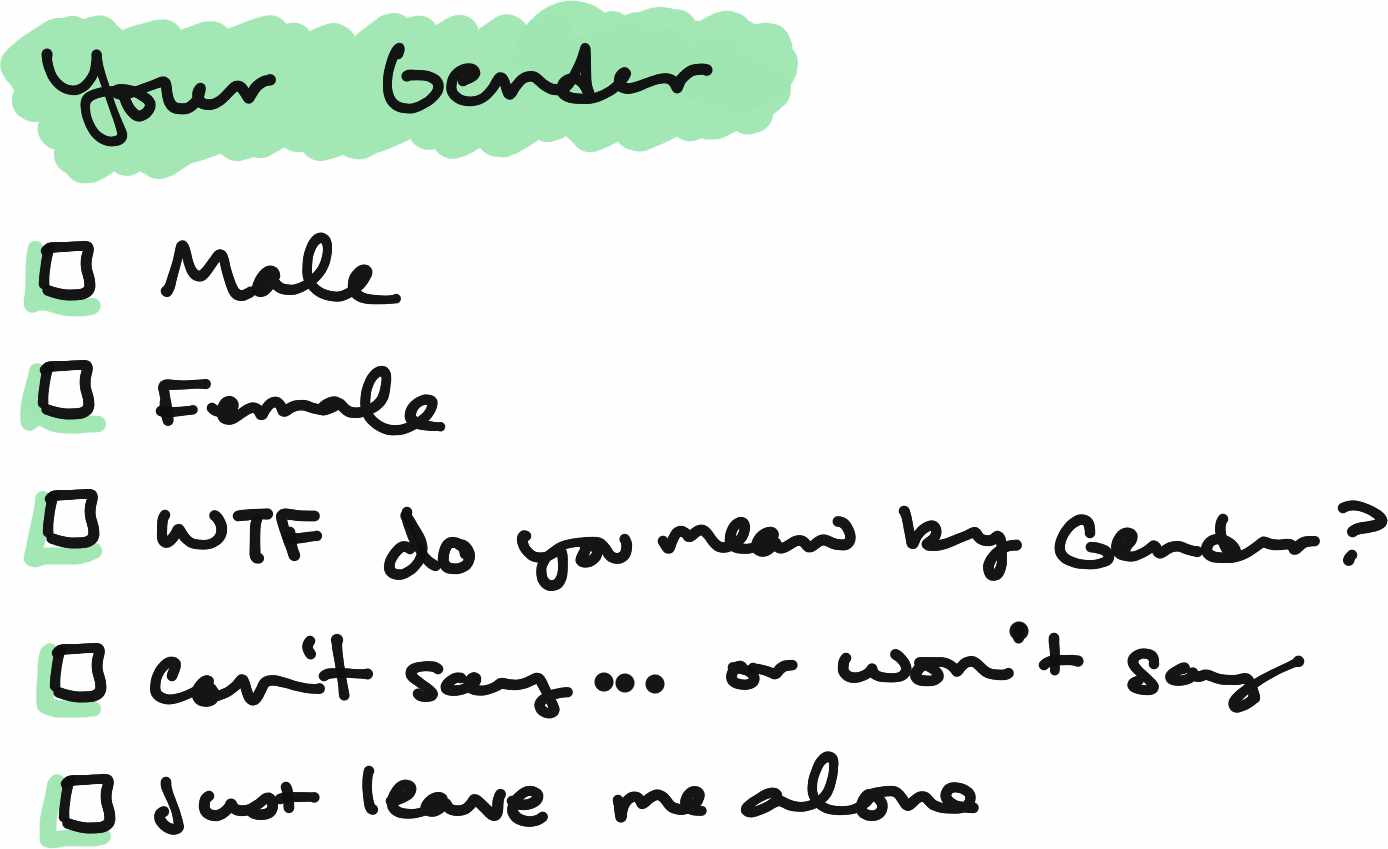 Your Gender
Male
Female
WTF do you mean by Gender?
Can't say... or won't say
Just leave me alone